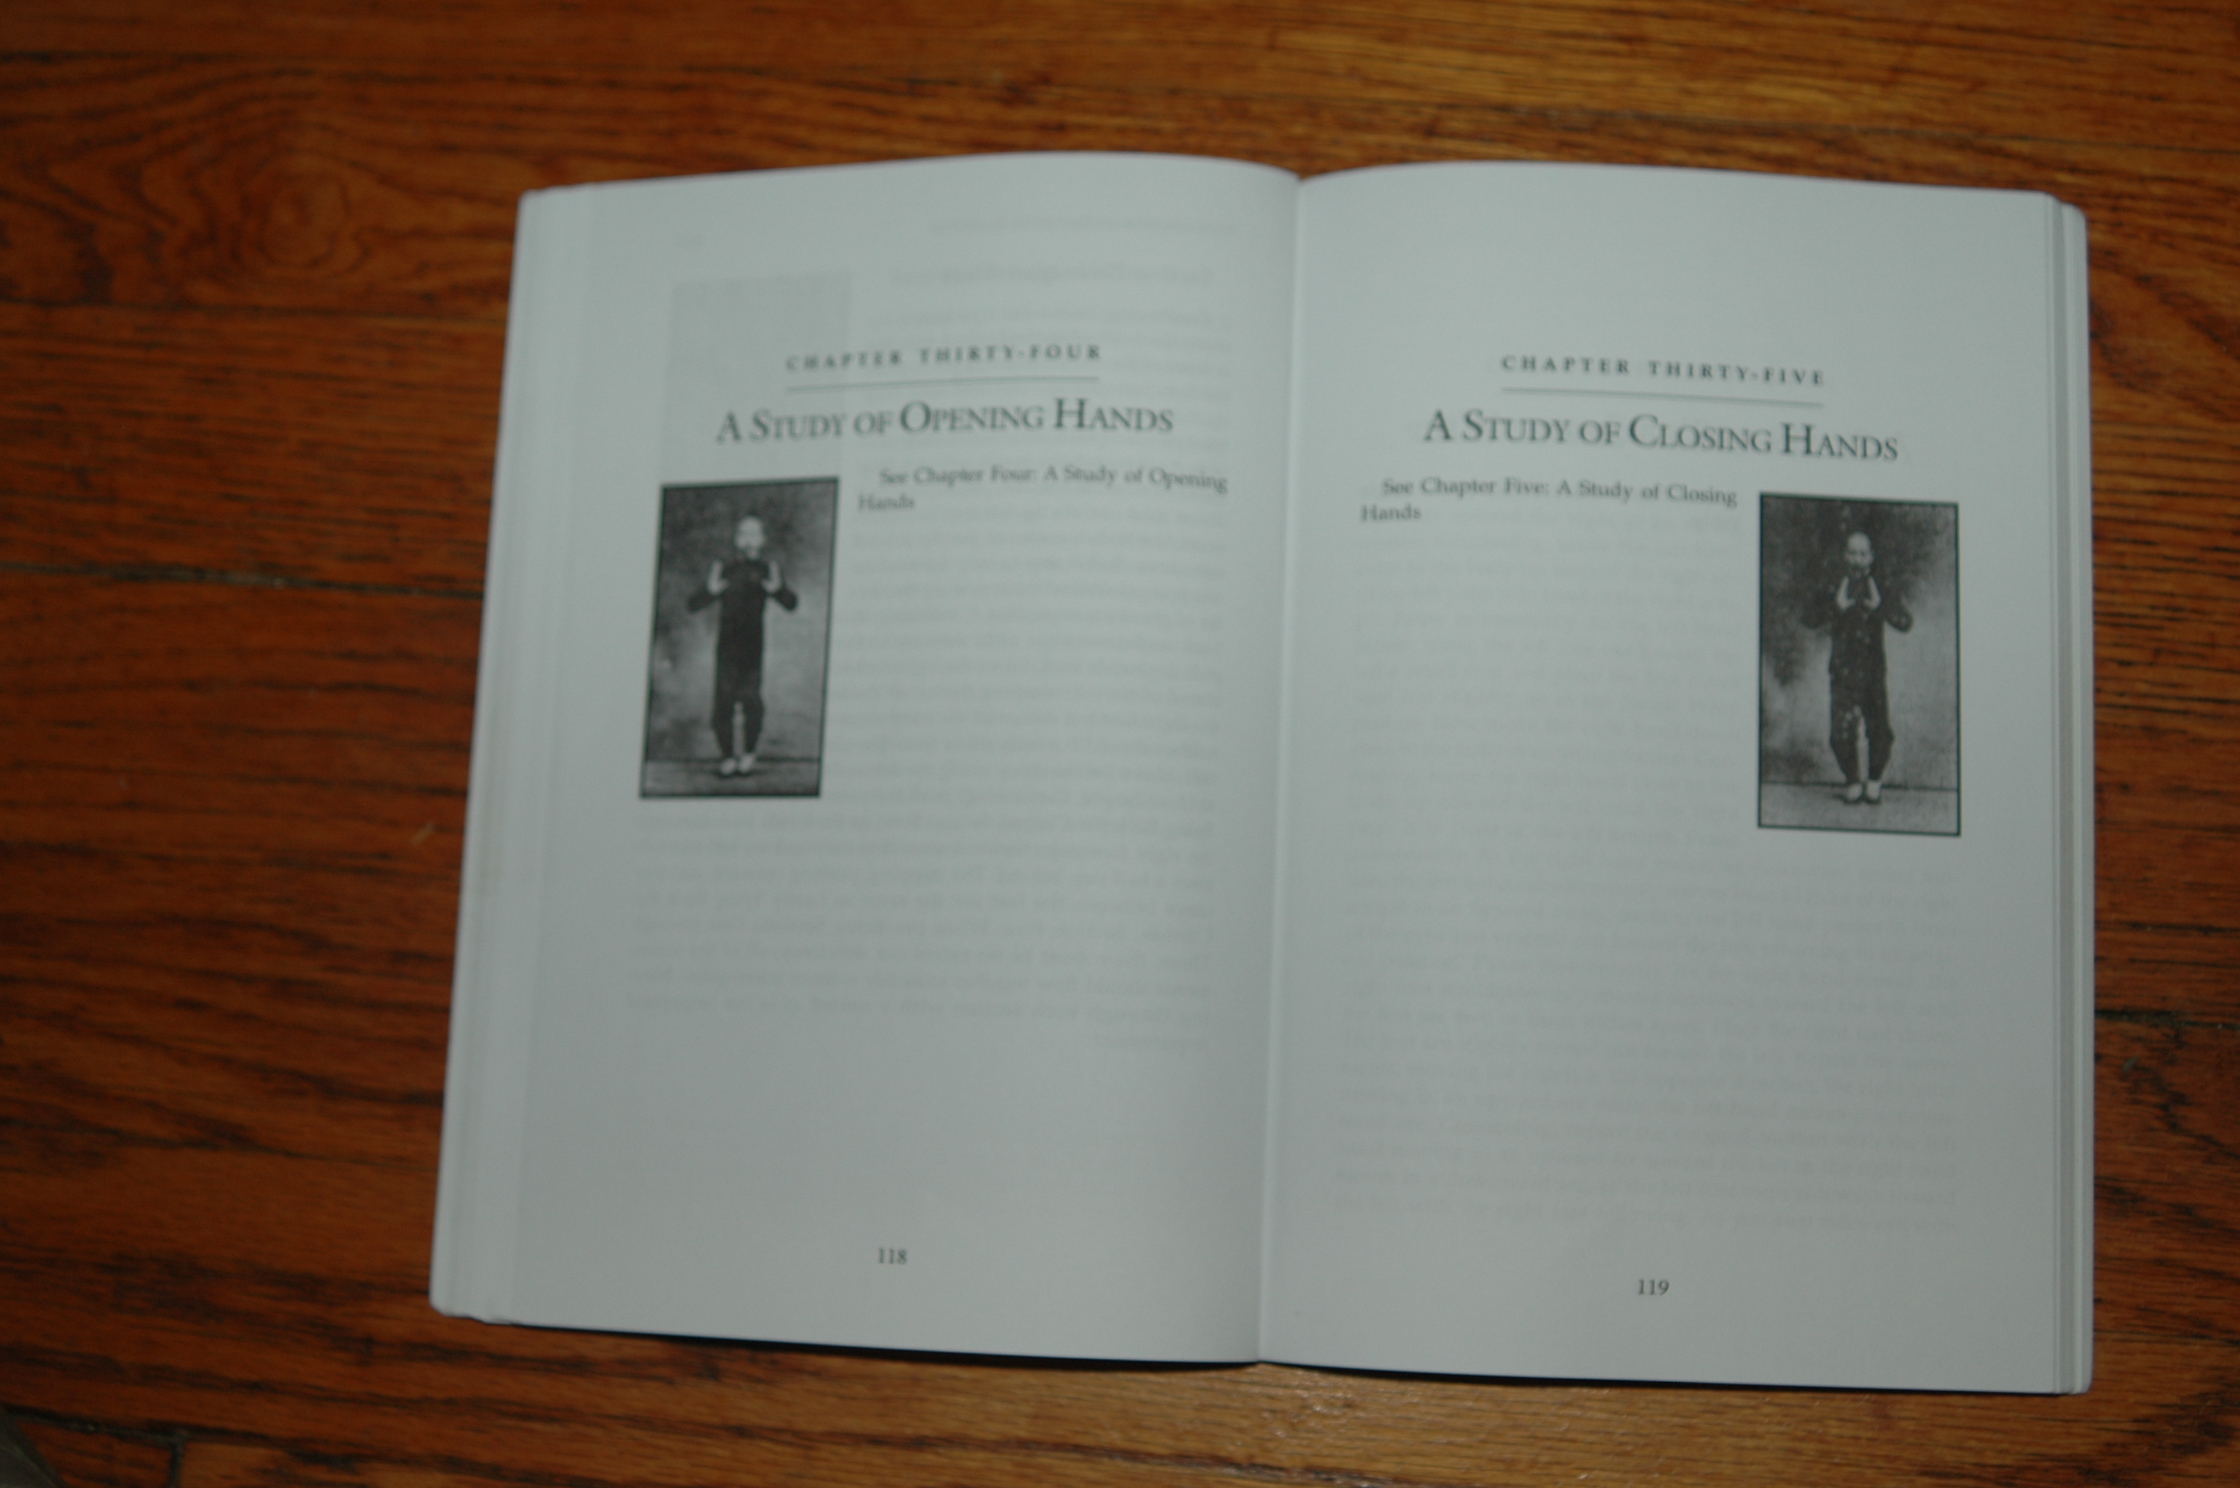 CHAPTER THIRTY-FOUR
A STUDY OF OPENING HANDS
See Chapter Four: A Study of Opening
Hands
118
CHAPTER THIRTY-FIVE
A STUDY OF CLOSING HANDS
See Chapter Five: A Study of Closing
Hands
119